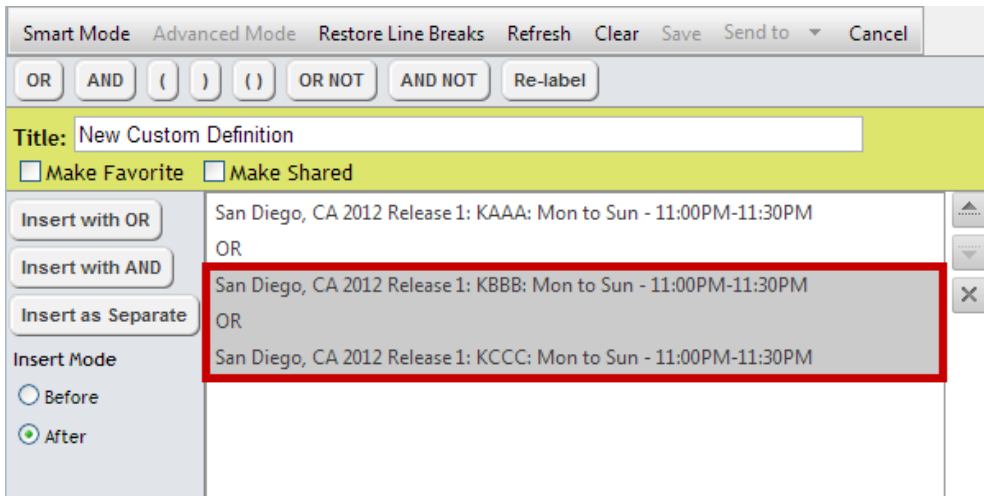 Smart Mode Advanced Mode Restore Line Breaks Refresh Clear Save Send to Cancel
OR AND ( ) ( ) OR NOT AND NOT Re-label
Title: New Custom Definition
Make Favorite Make Shared
Insert with OR
Insert with AND
Insert as Separate
Insert Mode
Before
After
San Diego, CA 2012 Release 1: KAAA: Mon to Sun - 11:00PM-11:30PM
OR
San Diego, CA 2012 Release 1: KBBB: Mon to Sun - 11:00PM-11:30PM
OR
San Diego, CA 2012 Release 1: KCCC: Mon to Sun - 11:00PM-11:30PM